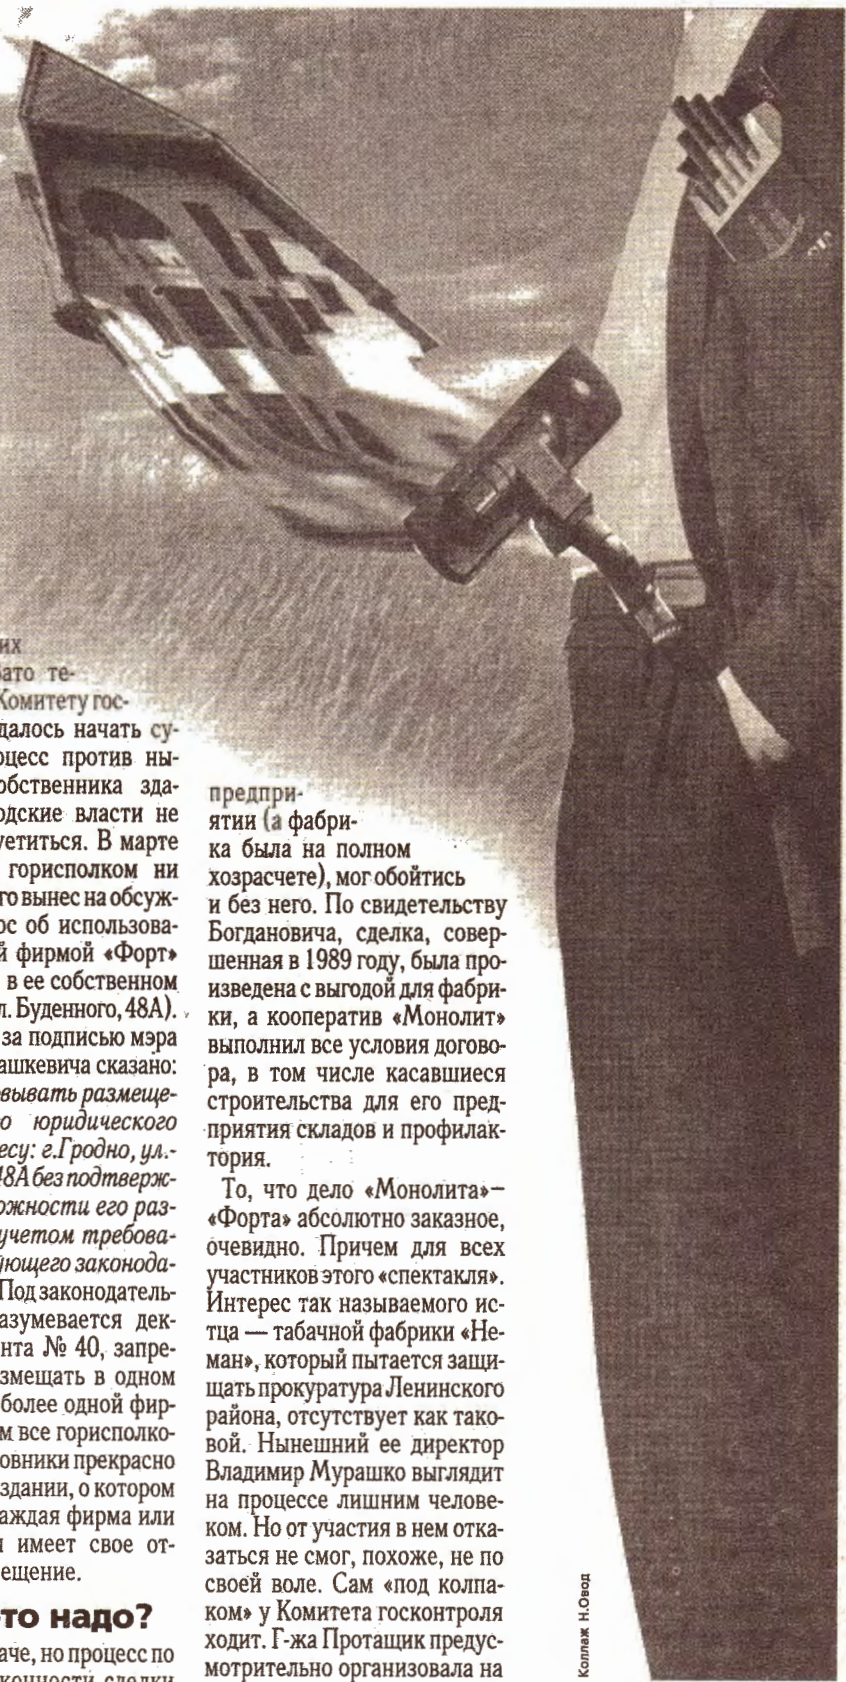 их
ато те-
Комитету гос-
далось начать су-
оцесс против ны-
обственника зда-
одские власти не
уетиться. В марте
горисполком ни
го вынес на обсуж-
ос об использова-
й фирмой «Форт»
в ее собственном
л. Буденного, 48А).
за подписью мэра
ашкевича сказано:
вывать размеще-
о юридического
есу: г.Гродно, ул.-
48А без подтверж-
ожности его раз-
учетом требова-
ующего законода-
Под законодатель-
азумевается дек-
нта № 40, запре-
змещать в одном
более одной фир-
м все горисполко-
овники прекрасно
здании, о котором
аждая фирма или
и имеет свое от-
ещение.
то надо?
аче, но процесс по
конности сделки
предпри-
ятии (а фабри-
ка была на полном
хозрасчете), мог обойтись
и без него. По свидетельству
Богдановича, сделка, совер-
шенная в 1989 году, была про-
изведена с выгодой для фабри-
ки, а кооператив «Монолит»
выполнил все условия догово-
ра, в том числе касавшиеся
строительства для его пред-
приятия складов и профилак-
тория.
То, что дело «Монолита»–
«Форта» абсолютно заказное,
очевидно. Причем для всех
участников этого «спектакля».
Интерес так называемого ис-
тца — табачной фабрики «Не-
ман», который пытается защи-
щать прокуратура Ленинского
района, отсутствует как тако-
вой. Нынешний ее директор
Владимир Мурашко выглядит
на процессе лишним челове-
ком. Но от участия в нем отка-
заться не смог, похоже, не по
своей воле. Сам «под колпа-
ком» у Комитета госконтроля
ходит. Г-жа Протащик предус-
мотрительно организовала на
Коллаж Н.Овод